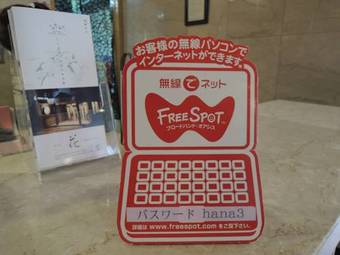 お客様の無線パソコンで
インターネットができます。
無線 で ネット
FREESPOT
ブロードバンド・オアシス
パスワード hana3
詳細は www.freespot.com をご覧下さい。
花